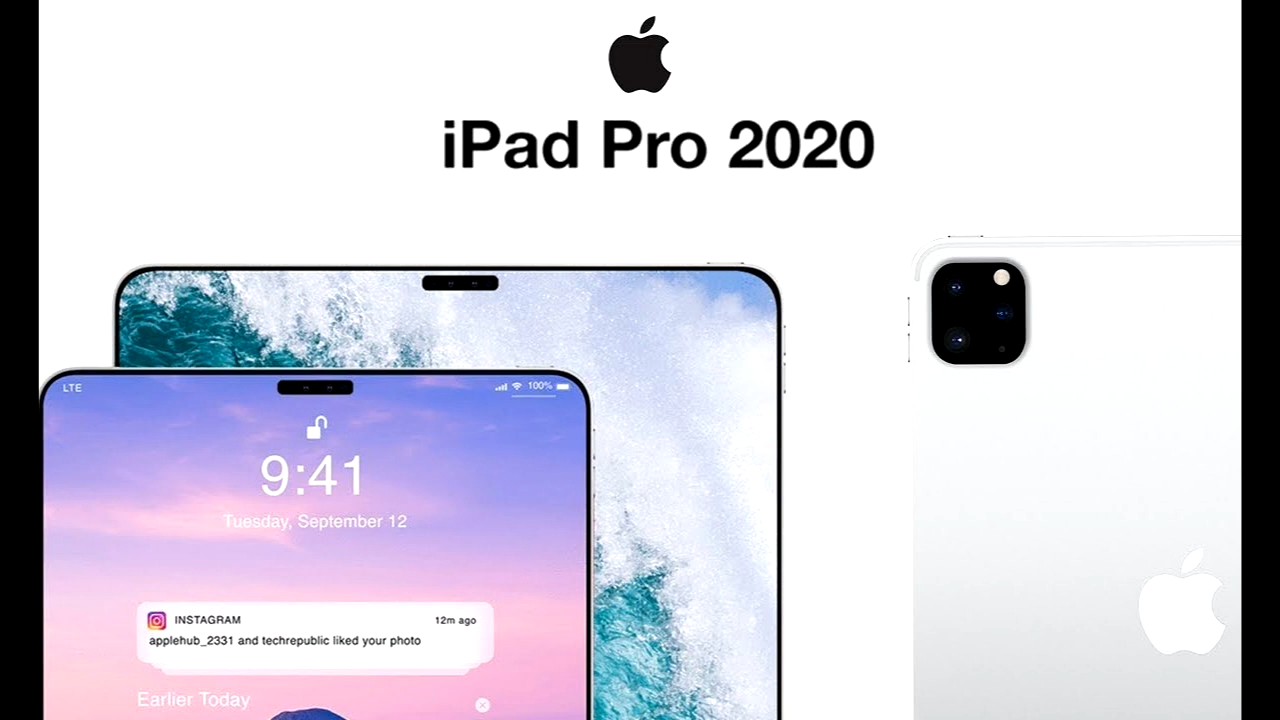 iPad Pro 2020
LTE
100%
9:41
Tuesday, September 12
INSTAGRAM
12m ago
applehub_2331 and techrepublic liked your photo
Earlier Today